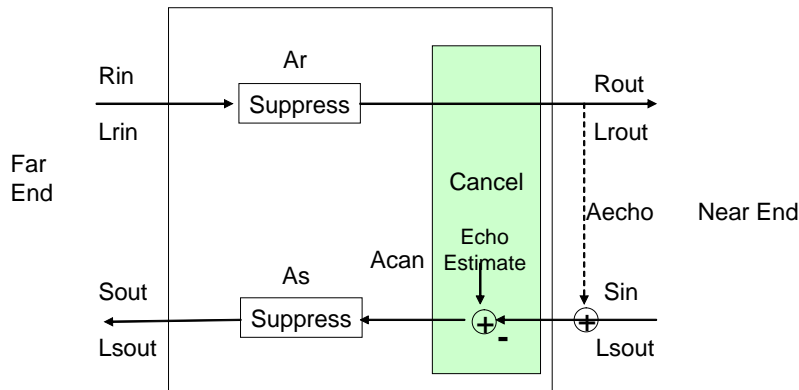 Ar
Rin
Suppress
Rout
Lrin
Lrout
Far
End
Cancel
Aecho
Near End
Echo
Estimate
Acan
As
Sout
Sin
Suppress
+
-
+
Lsout
Lsout